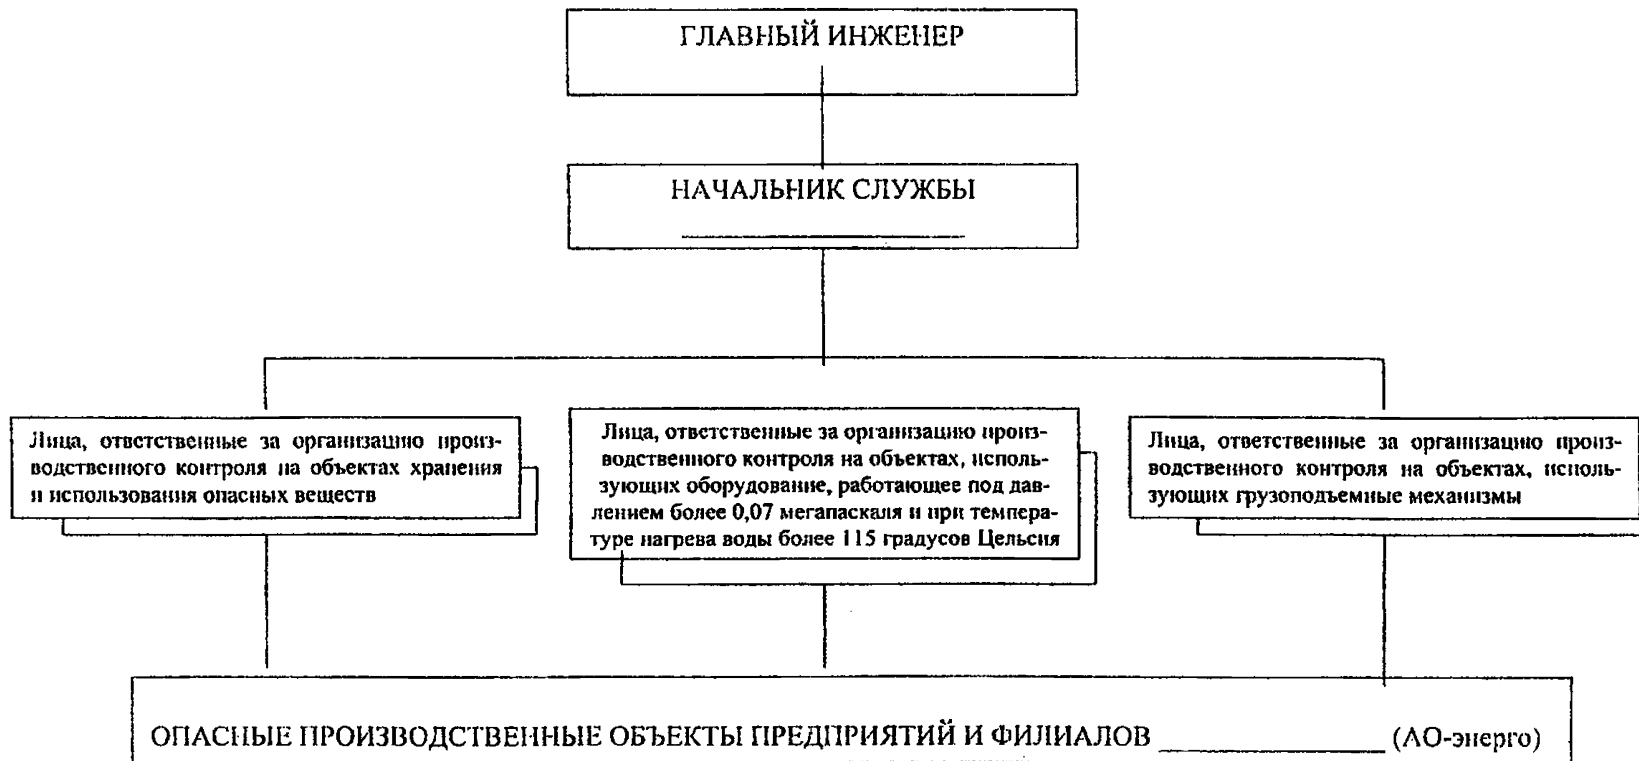 ГЛАВНЫЙ ИНЖЕНЕР
НАЧАЛЬНИК СЛУЖБЫ
Лица, ответственные за организацию произ-
водственного контроля на объектах хранения
и использования опасных веществ
Лица, ответственные за организацию произ-
водственного контроля на объектах, исполь-
зующих оборудование, работающее под дав-
лением более 0,07 мегапаскаля и при темпера-
туре нагрева воды более 115 градусов Цельсия
Лица, ответственные за организацию произ-
водственного контроля на объектах, исполь-
зующих грузоподъемные механизмы
ОПАСНЫЕ ПРОИЗВОДСТВЕННЫЕ ОБЪЕКТЫ ПРЕДПРИЯТИЙ И ФИЛИАЛОВ ______________ (АО-энерго)